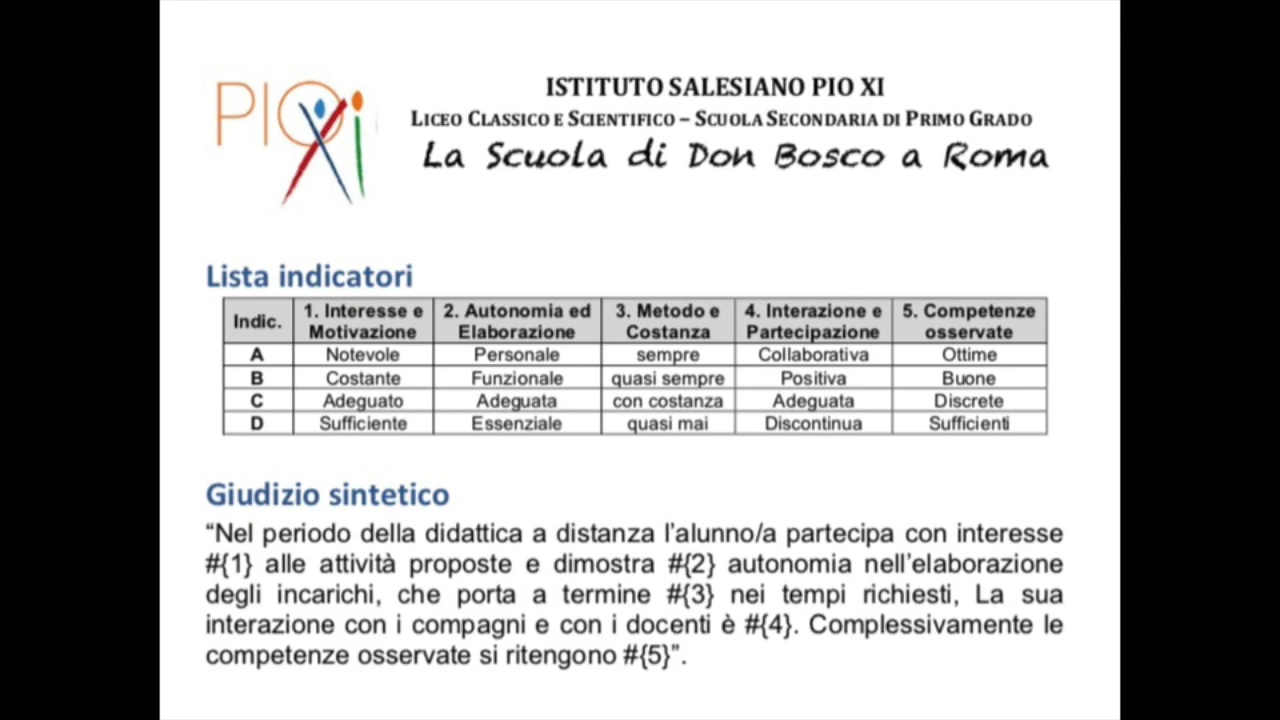 PIOXI
ISTITUTO SALESIANO PIO XI
LICEO CLASSICO E SCIENTIFICO – SCUOLA SECONDARIA DI PRIMO GRADO
La Scuola di Don Bosco a Roma
Lista indicatori
Indic. 1. Interesse e Motivazione 2. Autonomia ed Elaborazione 3. Metodo e Costanza 4. Interazione e Partecipazione 5. Competenze osservate
A Notevole Personale sempre Collaborativa Ottime
B Costante Funzionale quasi sempre Positiva Buone
C Adeguato Adeguata con costanza Adeguata Discrete
D Sufficiente Essenziale quasi mai Discontinua Sufficienti
Giudizio sintetico
“Nel periodo della didattica a distanza l’alunno/a partecipa con interesse
#{1} alle attività proposte e dimostra #{2} autonomia nell’elaborazione
degli incarichi, che porta a termine #{3} nei tempi richiesti, La sua
interazione con i compagni e con i docenti è #{4}. Complessivamente le
competenze osservate si ritengono #{5}”.